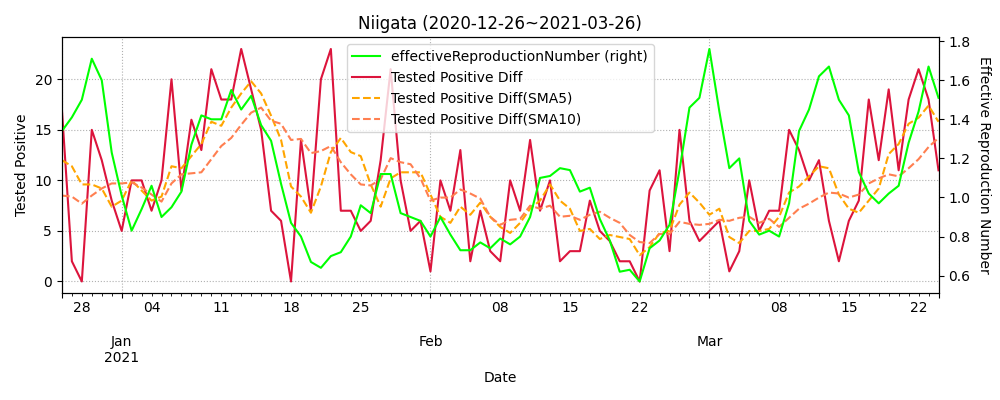 Niigata (2020-12-26~2021-03-26)
effectiveReproductionNumber (right)
Tested Positive Diff
Tested Positive Diff(SMA5)
Tested Positive Diff(SMA10)
Tested Positive
20
15
10
5
0
1.8
1.6
1.4
1.2
1.0
0.8
0.6
Effective Reproduction Number
28 04 11 18 25 08 15 22 08 15 22
Jan Feb Mar
2021
Date